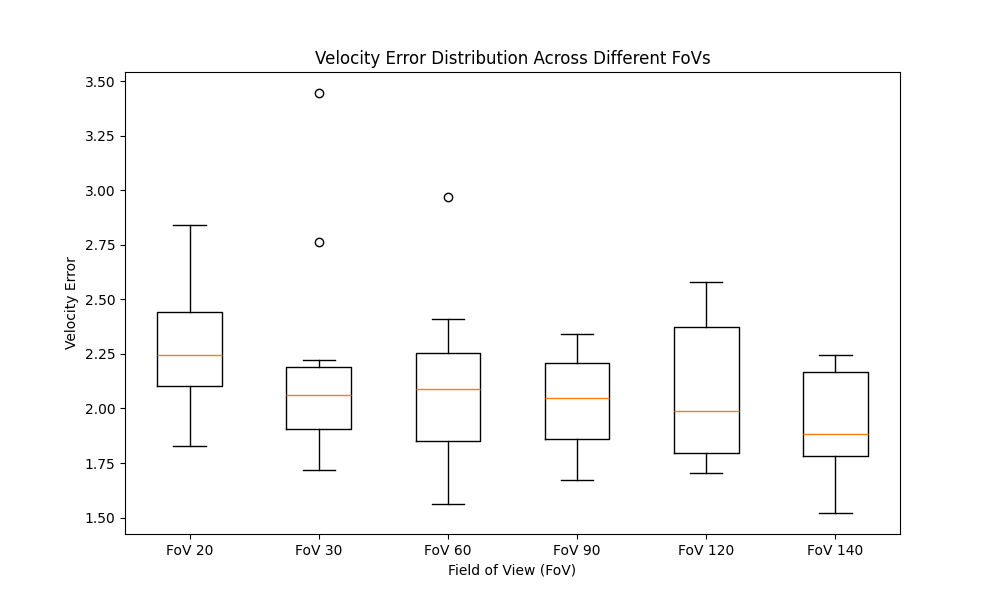 Velocity Error Distribution Across Different FoVs
3.50
3.25
3.00
2.75
2.50
2.25
2.00
1.75
1.50
Velocity Error
FoV 20
FoV 30
FoV 60
FoV 90
FoV 120
FoV 140
Field of View (FoV)